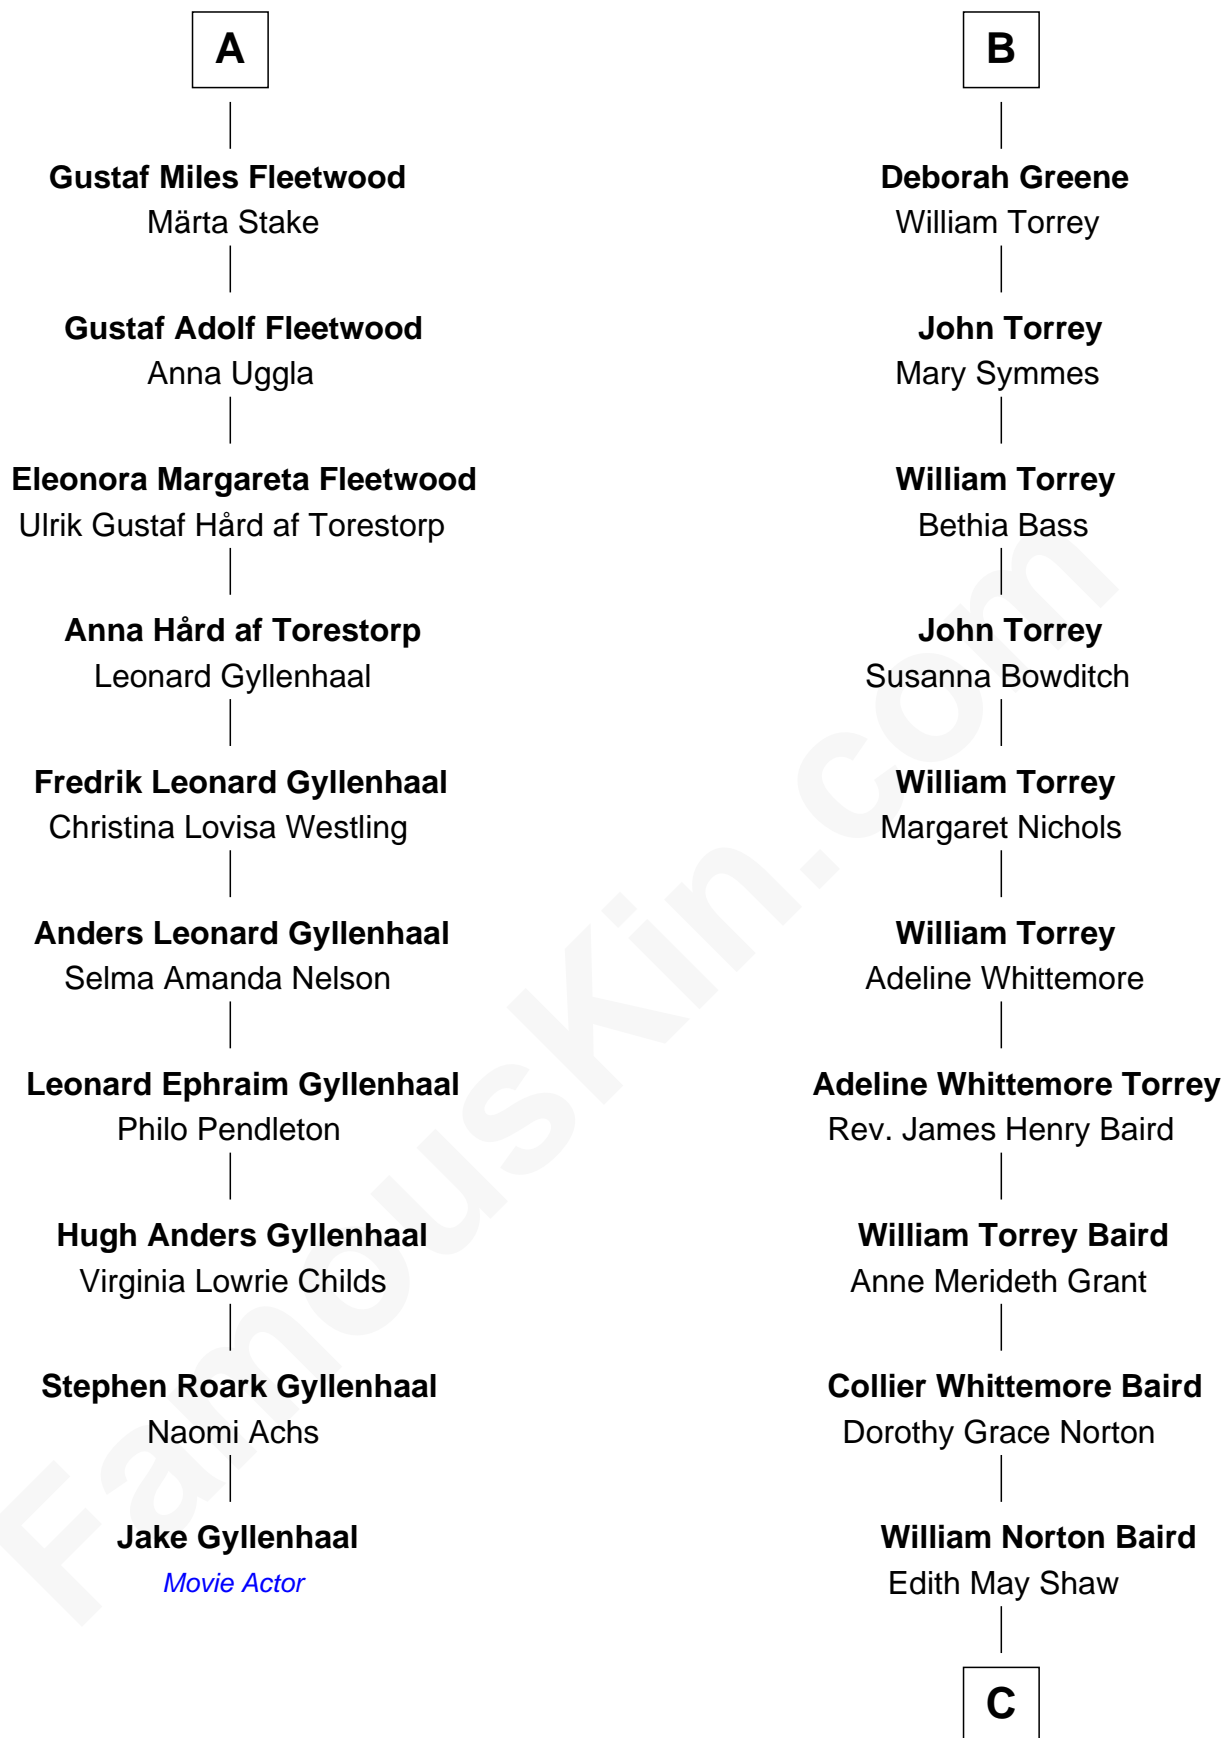 A
Gustaf Miles Fleetwood
Märta Stake
Gustaf Adolf Fleetwood
Anna Uggla
Eleonora Margareta Fleetwood
Ulrik Gustaf Hård af Torestorp
Anna Hård af Torestorp
Leonard Gyllenhaal
Fredrik Leonard Gyllenhaal
Christina Lovisa Westling
Anders Leonard Gyllenhaal
Selma Amanda Nelson
Leonard Ephraim Gyllenhaal
Philo Pendleton
Hugh Anders Gyllenhaal
Virginia Lowrie Childs
Stephen Roark Gyllenhaal
Naomi Achs
Jake Gyllenhaal
Movie Actor
B
Deborah Greene
William Torrey
John Torrey
Mary Symmes
William Torrey
Bethia Bass
John Torrey
Susanna Bowditch
William Torrey
Margaret Nichols
William Torrey
Adeline Whittemore
Adeline Whittemore Torrey
Rev. James Henry Baird
William Torrey Baird
Anne Merideth Grant
Collier Whittemore Baird
Dorothy Grace Norton
William Norton Baird
Edith May Shaw
C
FamousKin.com